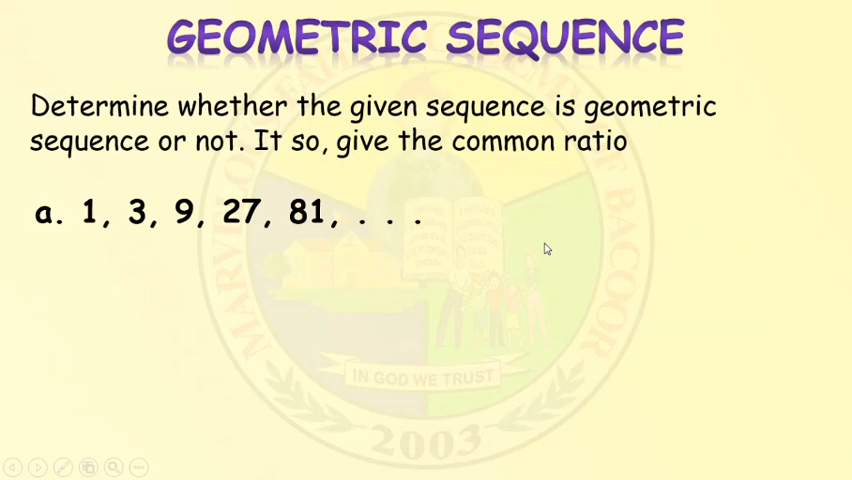 GEOMETRIC SEQUENCE
Determine whether the given sequence is geometric
sequence or not. It so, give the common ratio
a. 1, 3, 9, 27, 81, . . .
IN GOD WE TRUST
2003